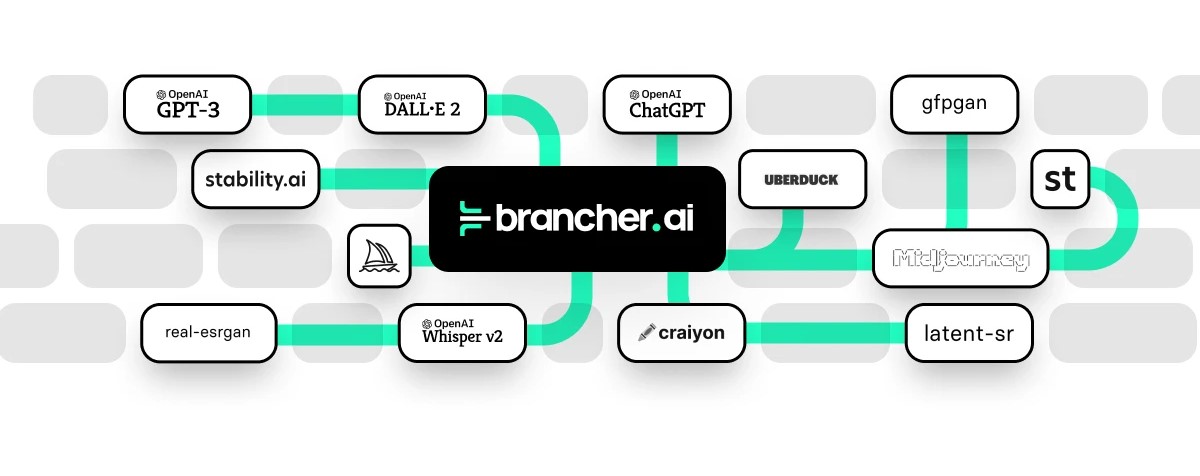 OpenAI
GPT-3
OpenAI
DALL·E 2
OpenAI
ChatGPT
gfpgan
stability.ai
UBERDUCK
st
brancher.ai
Midjourney
real-esrgan
OpenAI
Whisper v2
craiyon
latent-sr